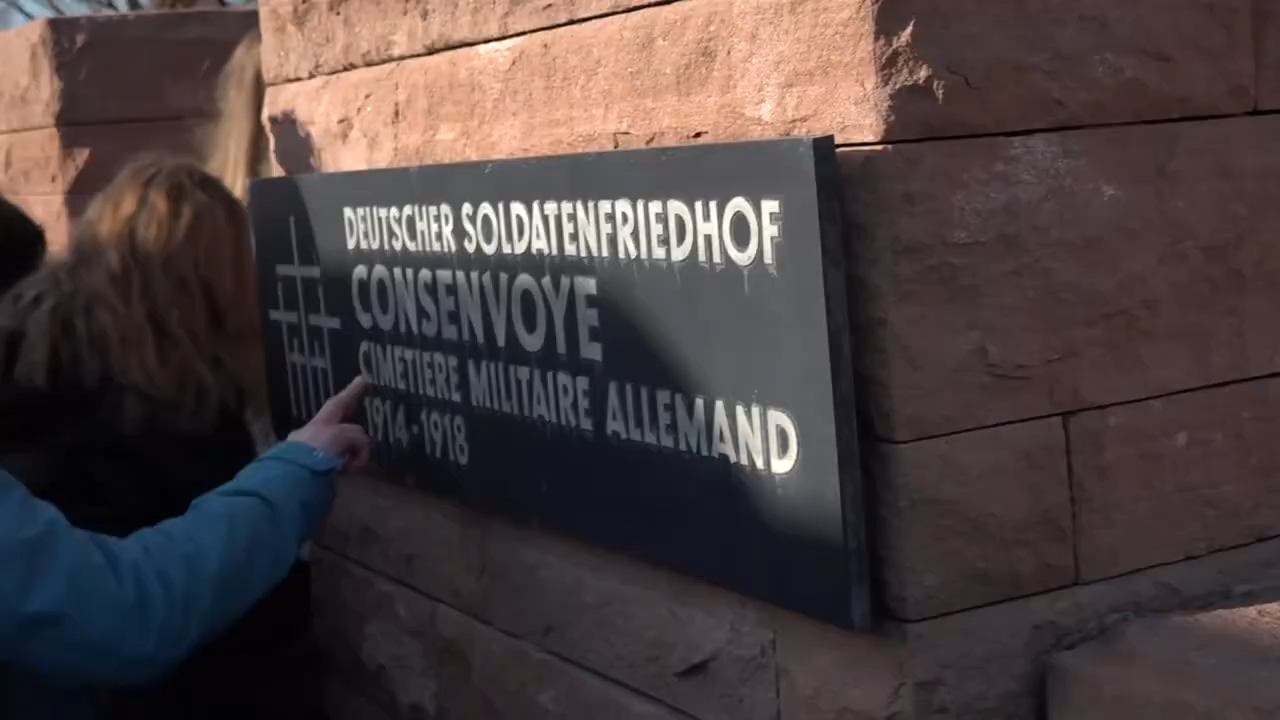 DEUTSCHER SOLDATENFRIEDHOF
CONSENVOYE
CIMETIERE MILITAIRE ALLEMAND
1914-1918